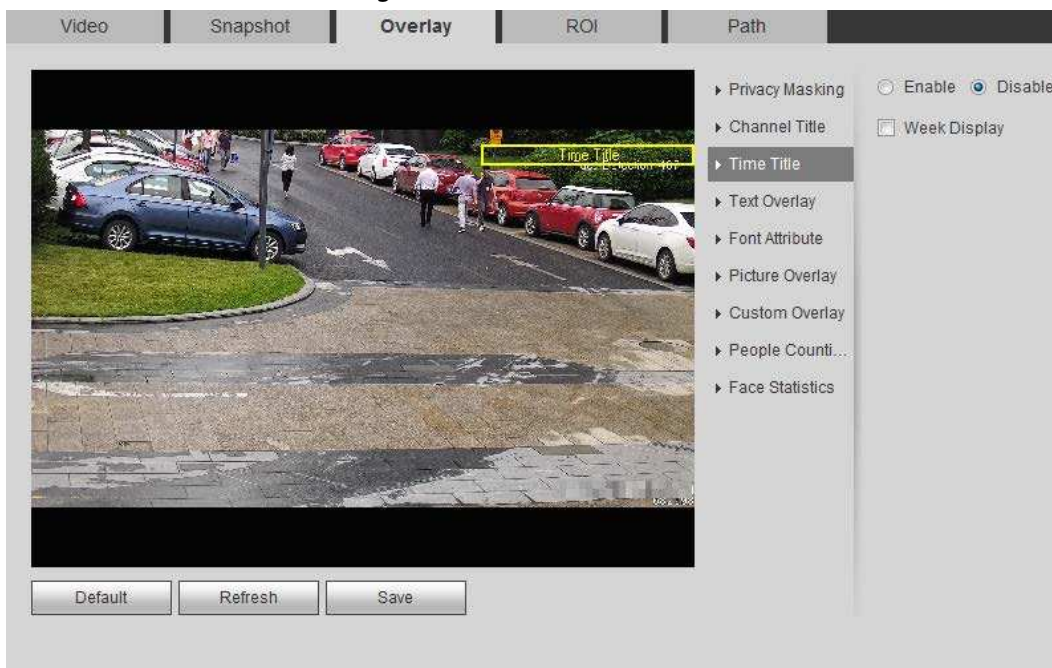 Video Snapshot Overlay ROI Path
Privacy Masking
Enable Disable
Channel Title
Week Display
Time Title
Time Title
Text Overlay
Font Attribute
Picture Overlay
Custom Overlay
People Counti...
Face Statistics
Default Refresh Save